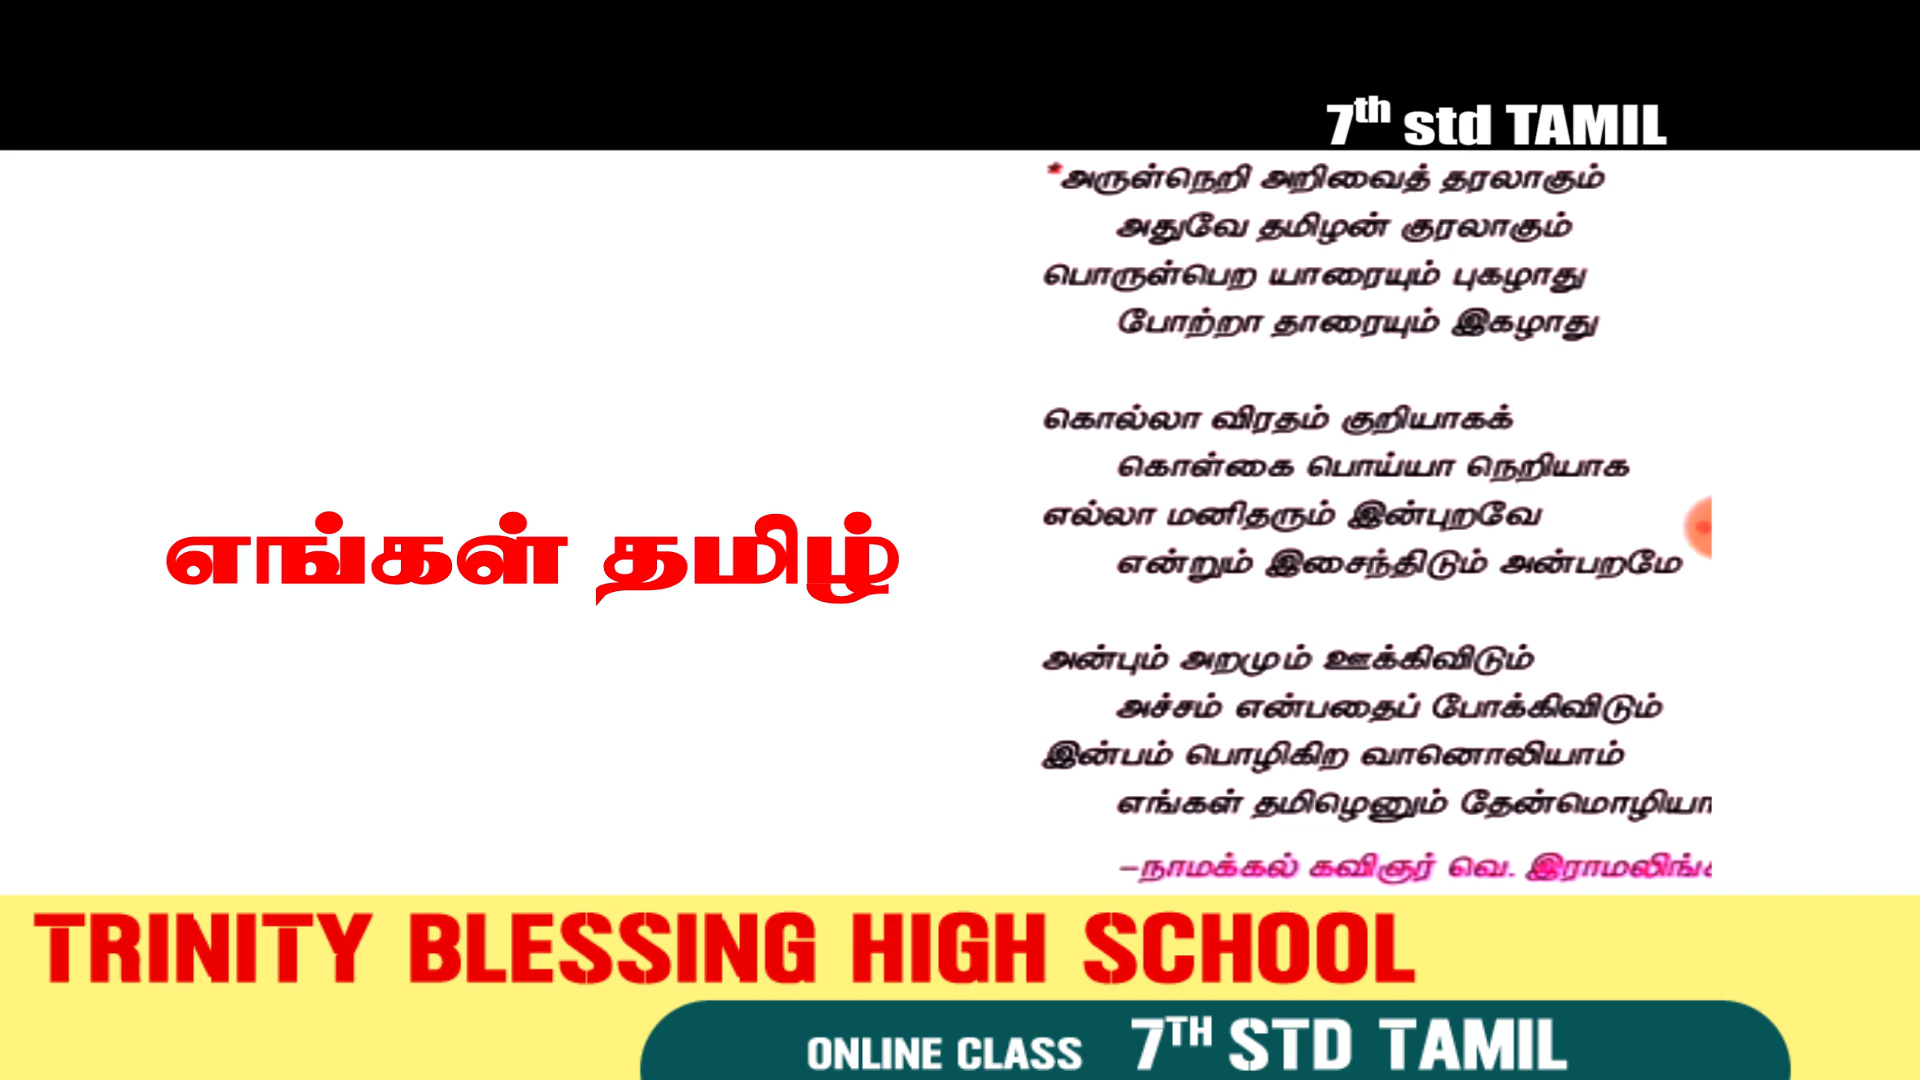 7th std TAMIL
*அருள்நெறி அறிவைத் தரலாகும்
அதுவே தமிழன் குரலாகும்
பொருள்பெற யாரையும் புகழாது
போற்றா தாரையும் இகழாது
கொல்லா விரதம் குறியாகக்
கொள்கை பொய்யா நெறியாக
எல்லா மனிதரும் இன்புறவே
என்றும் இசைந்திடும் அன்பறமே
எங்கள் தமிழ்
அன்பும் அறமும் ஊக்கிவிடும்
அச்சம் என்பதைப் போக்கிவிடும்
இன்பம் பொழிகிற வானொலியாம்
எங்கள் தமிழெனும் தேன்மொழியா
–நாமக்கல் கவிஞர் வெ. இராமலிங்க
TRINITY BLESSING HIGH SCHOOL
ONLINE CLASS 7TH STD TAMIL